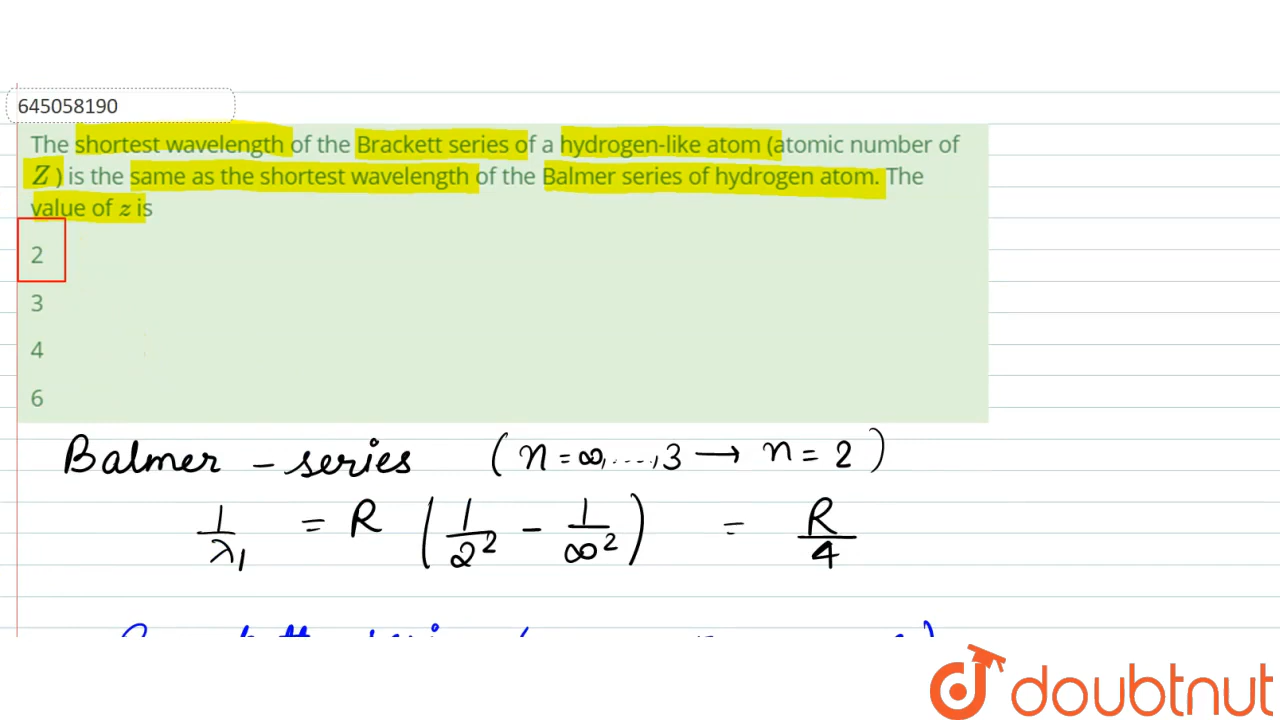 645058190
The shortest wavelength of the Brackett series of a hydrogen-like atom (atomic number of
Z ) is the same as the shortest wavelength of the Balmer series of hydrogen atom. The
value of z is
2
3
4
6
Balmer - series ( n = ∞, ...., 3 → n = 2 )
1/λ₁ = R ( 1/2² - 1/∞² ) = R/4
doubtnut